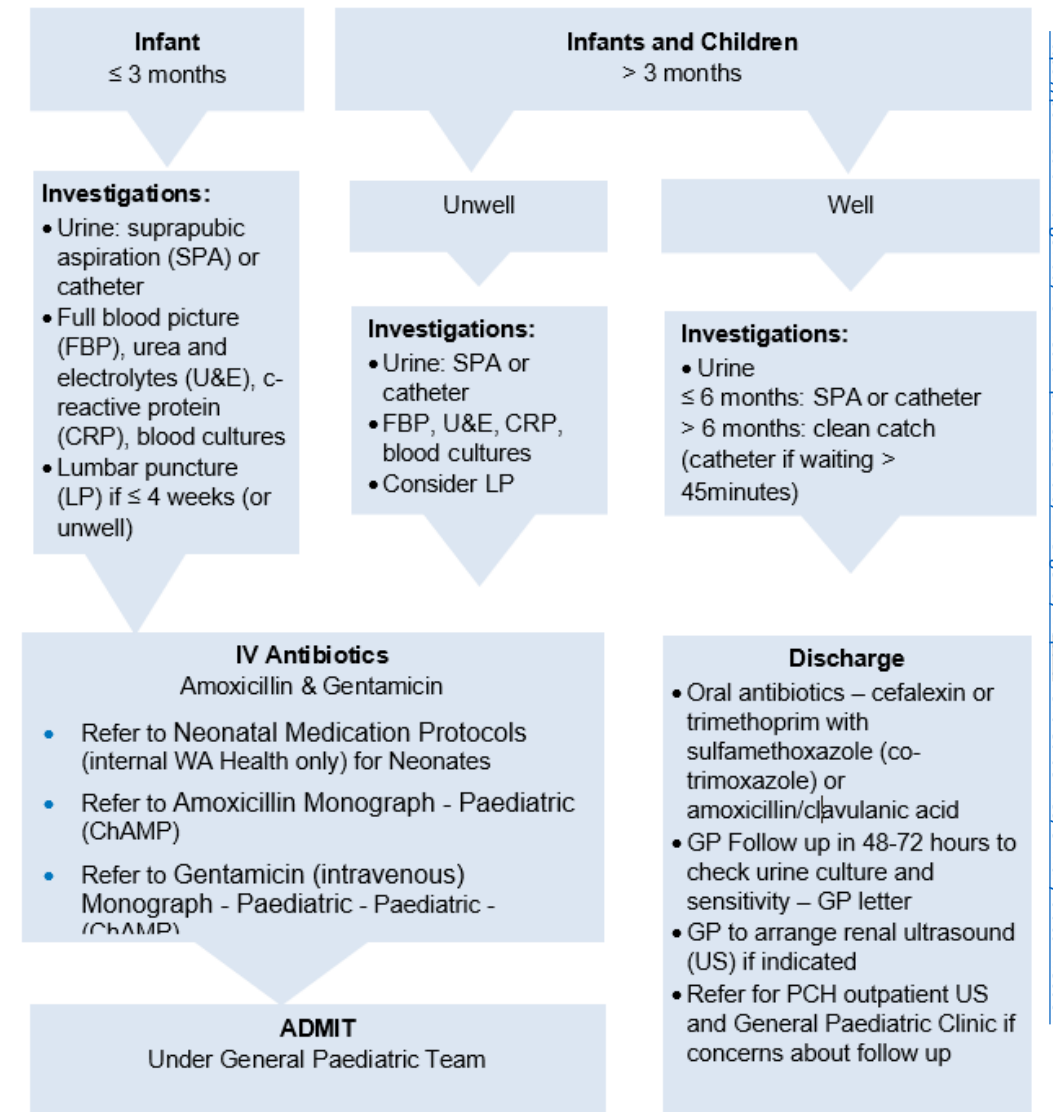 Infant
≤ 3 months
Infants and Children
> 3 months
Investigations:
• Urine: suprapubic
aspiration (SPA) or
catheter
• Full blood picture
(FBP), urea and
electrolytes (U&E), c-
reactive protein
(CRP), blood cultures
• Lumbar puncture
(LP) if ≤ 4 weeks (or
unwell)
Unwell
Investigations:
• Urine: SPA or
catheter
• FBP, U&E, CRP,
blood cultures
• Consider LP
Well
Investigations:
• Urine
≤ 6 months: SPA or catheter
> 6 months: clean catch
(catheter if waiting >
45minutes)
IV Antibiotics
Amoxicillin & Gentamicin
• Refer to Neonatal Medication Protocols
(internal WA Health only) for Neonates
• Refer to Amoxicillin Monograph - Paediatric
(ChAMP)
• Refer to Gentamicin (intravenous)
Monograph - Paediatric - Paediatric -
(ChAMP)
ADMIT
Under General Paediatric Team
Discharge
• Oral antibiotics – cefalexin or
trimethoprim with
sulfamethoxazole (co-
trimoxazole) or
amoxicillin/clavulanic acid
• GP Follow up in 48-72 hours to
check urine culture and
sensitivity – GP letter
• GP to arrange renal ultrasound
(US) if indicated
• Refer for PCH outpatient US
and General Paediatric Clinic if
concerns about follow up